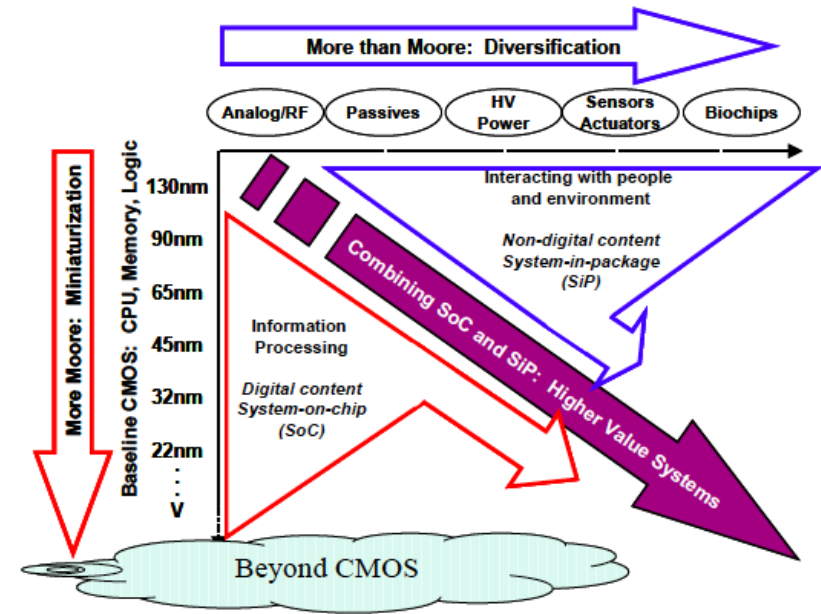 More than Moore: Diversification
Analog/RF
Passives
HV
Power
Sensors
Actuators
Biochips
More Moore: Miniaturization
Baseline CMOS: CPU, Memory, Logic
130nm
90nm
65nm
45nm
32nm
22nm
V
Interacting with people
and environment
Non-digital content
System-in-package
(SiP)
Combining SoC and SiP: Higher Value Systems
Information
Processing
Digital content
System-on-chip
(SoC)
Beyond CMOS